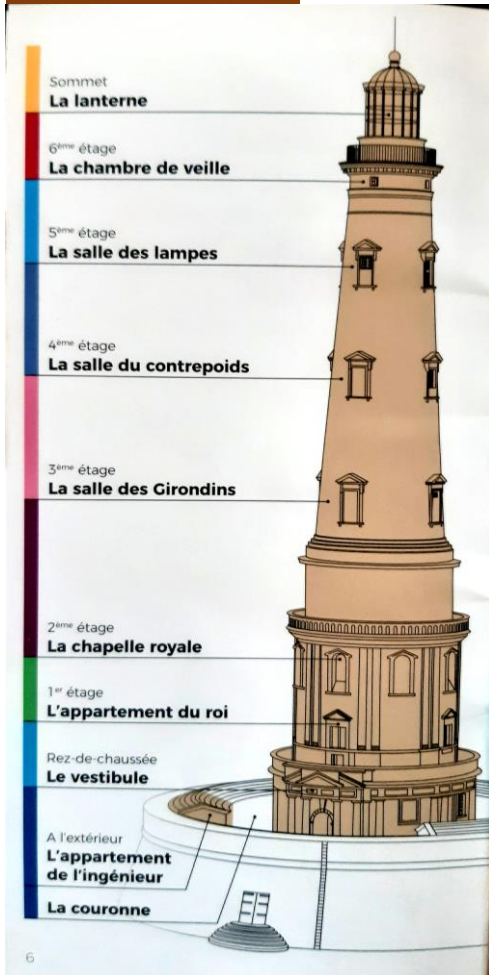 Sommet
La lanterne
6ème étage
La chambre de veille
5ème étage
La salle des lampes
4ème étage
La salle du contrepoids
3ème étage
La salle des Girondins
2ème étage
La chapelle royale
1er étage
L'appartement du roi
Rez-de-chaussée
Le vestibule
A l'extérieur
L'appartement
de l'ingénieur
La couronne
6